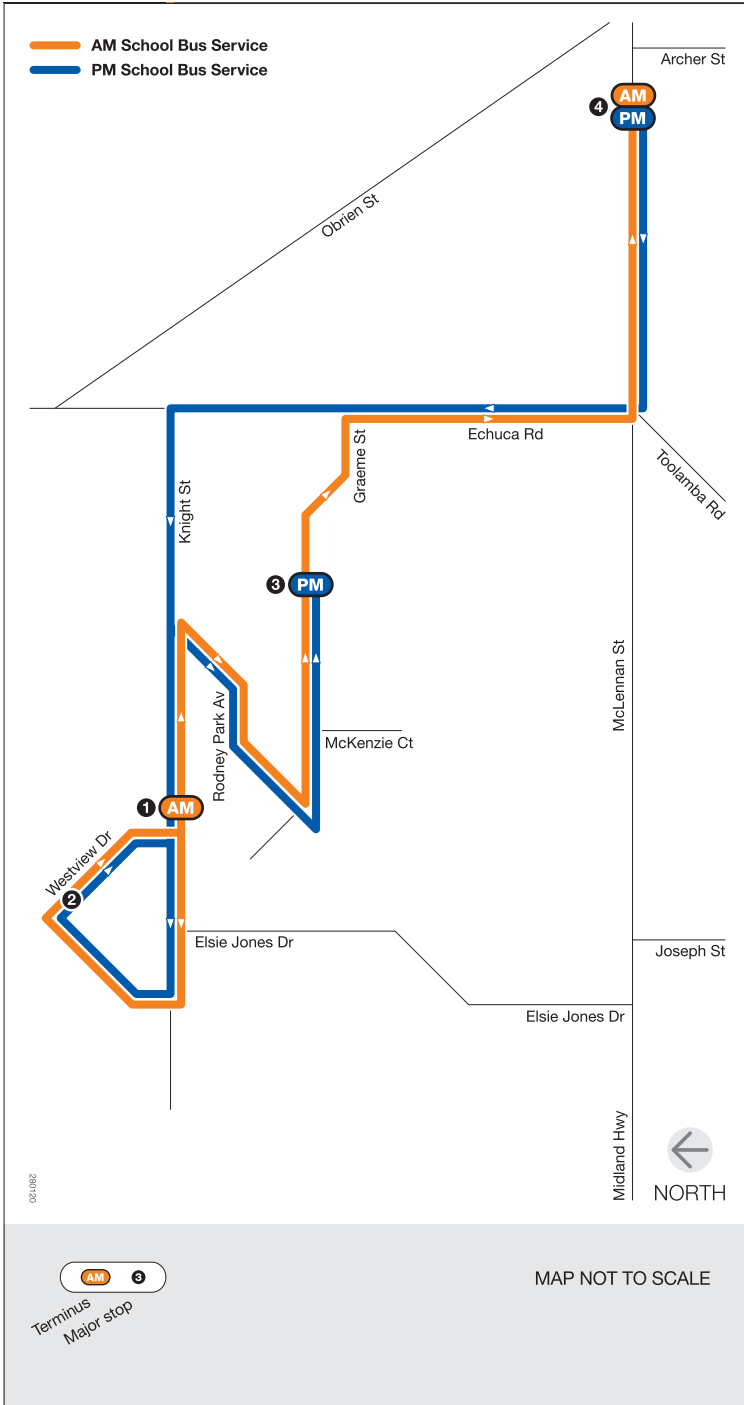 AM School Bus Service
PM School Bus Service
Archer St
AM
4
PM
Obrien St
Echuca Rd
Graeme St
Toolamba Rd
Knight St
3 PM
McLennan St
Rodney Park Av
McKenzie Ct
1 AM
Westview Dr
2
Elsie Jones Dr
Joseph St
Elsie Jones Dr
Midland Hwy
NORTH
280120
AM 3
MAP NOT TO SCALE
Terminus
Major stop